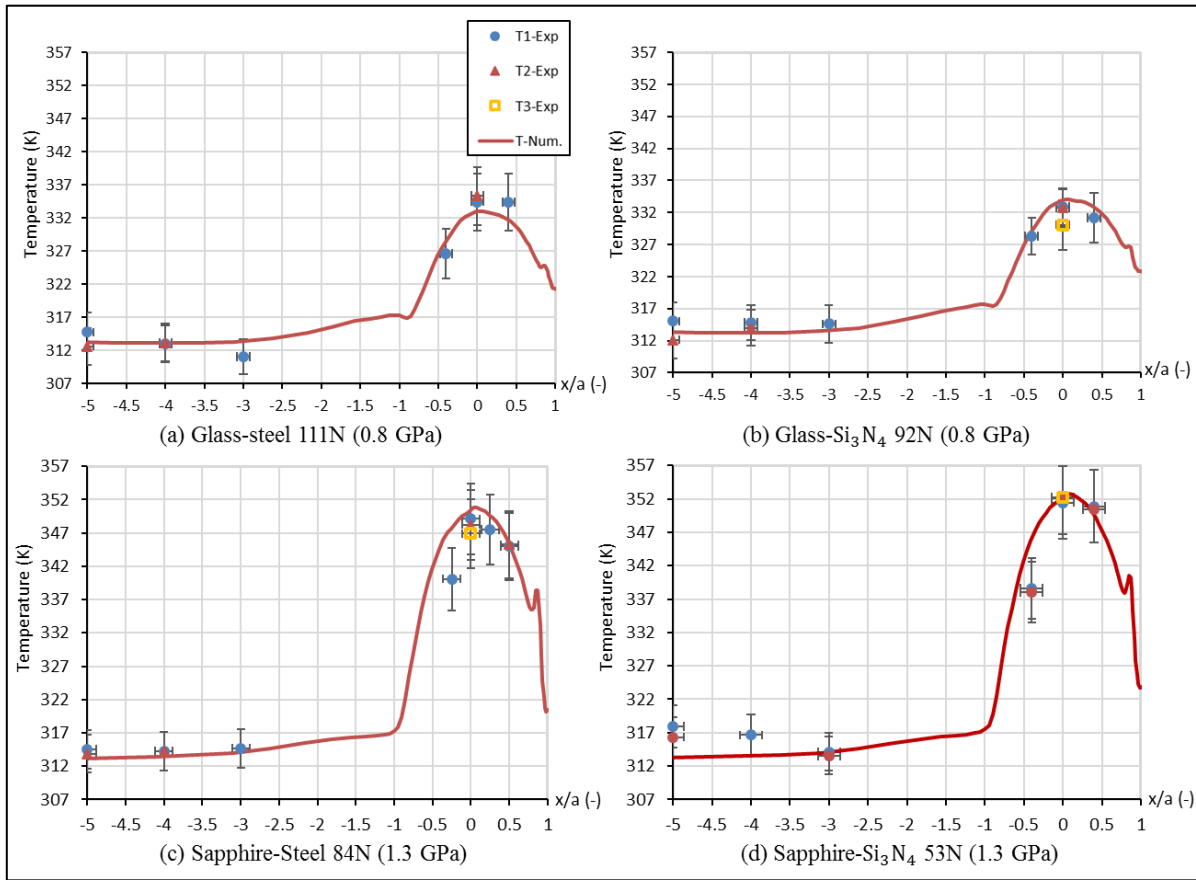 357
352
347
342
337
332
327
322
317
312
307
Temperature (K)
T1-Exp
T2-Exp
T3-Exp
T-Num.
x/a (-)
-5 -4.5 -4 -3.5 -3 -2.5 -2 -1.5 -1 -0.5 0 0.5 1
(a) Glass-steel 111N (0.8 GPa)
357
352
347
342
337
332
327
322
317
312
307
Temperature (K)
x/a (-)
-5 -4.5 -4 -3.5 -3 -2.5 -2 -1.5 -1 -0.5 0 0.5 1
(b) Glass-Si₃N₄ 92N (0.8 GPa)
357
352
347
342
337
332
327
322
317
312
307
Temperature (K)
x/a (-)
-5 -4.5 -4 -3.5 -3 -2.5 -2 -1.5 -1 -0.5 0 0.5 1
(c) Sapphire-Steel 84N (1.3 GPa)
357
352
347
342
337
332
327
322
317
312
307
Temperature (K)
x/a (-)
-5 -4.5 -4 -3.5 -3 -2.5 -2 -1.5 -1 -0.5 0 0.5 1
(d) Sapphire-Si₃N₄ 53N (1.3 GPa)